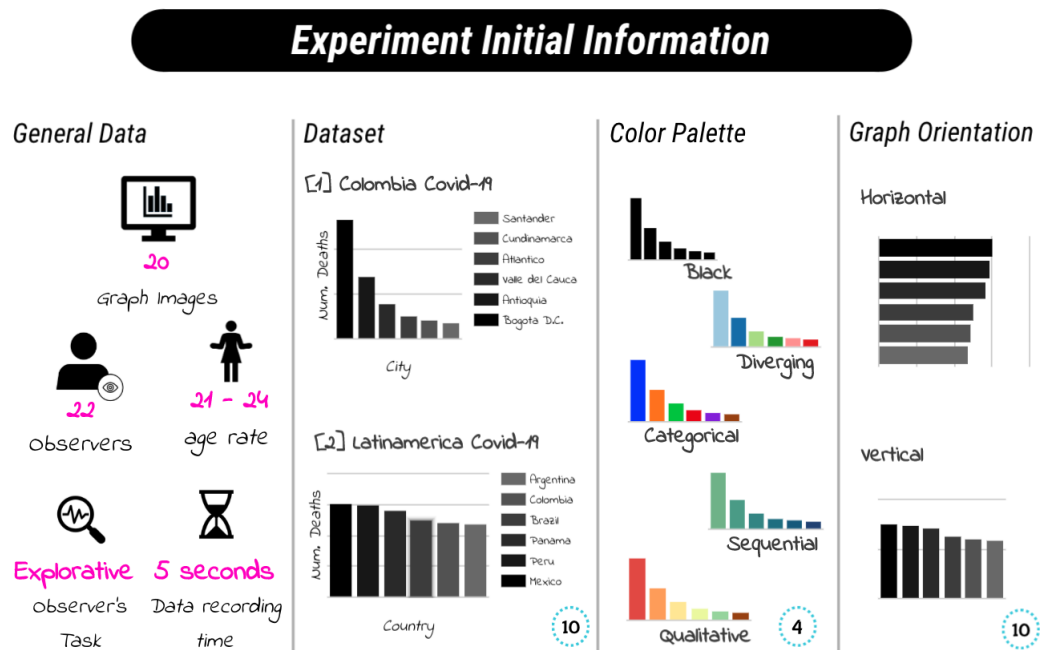 Experiment Initial Information
General Data
20
Graph Images
22
observers
21 - 24
age rate
Explorative
observer's
Task
5 seconds
Data recording
time
Dataset
[1] Colombia Covid-19
Num. Deaths
Santander
Cundinamarca
Atlantico
Valle del Cauca
Antioquia
Bogota D.C.
City
[2] Latinamerica Covid-19
Num. Deaths
Argentina
Colombia
Brazil
Panama
Peru
Mexico
Country
10
Color Palette
Black
Diverging
Categorical
Sequential
Qualitative
4
Graph Orientation
Horizontal
Vertical
10